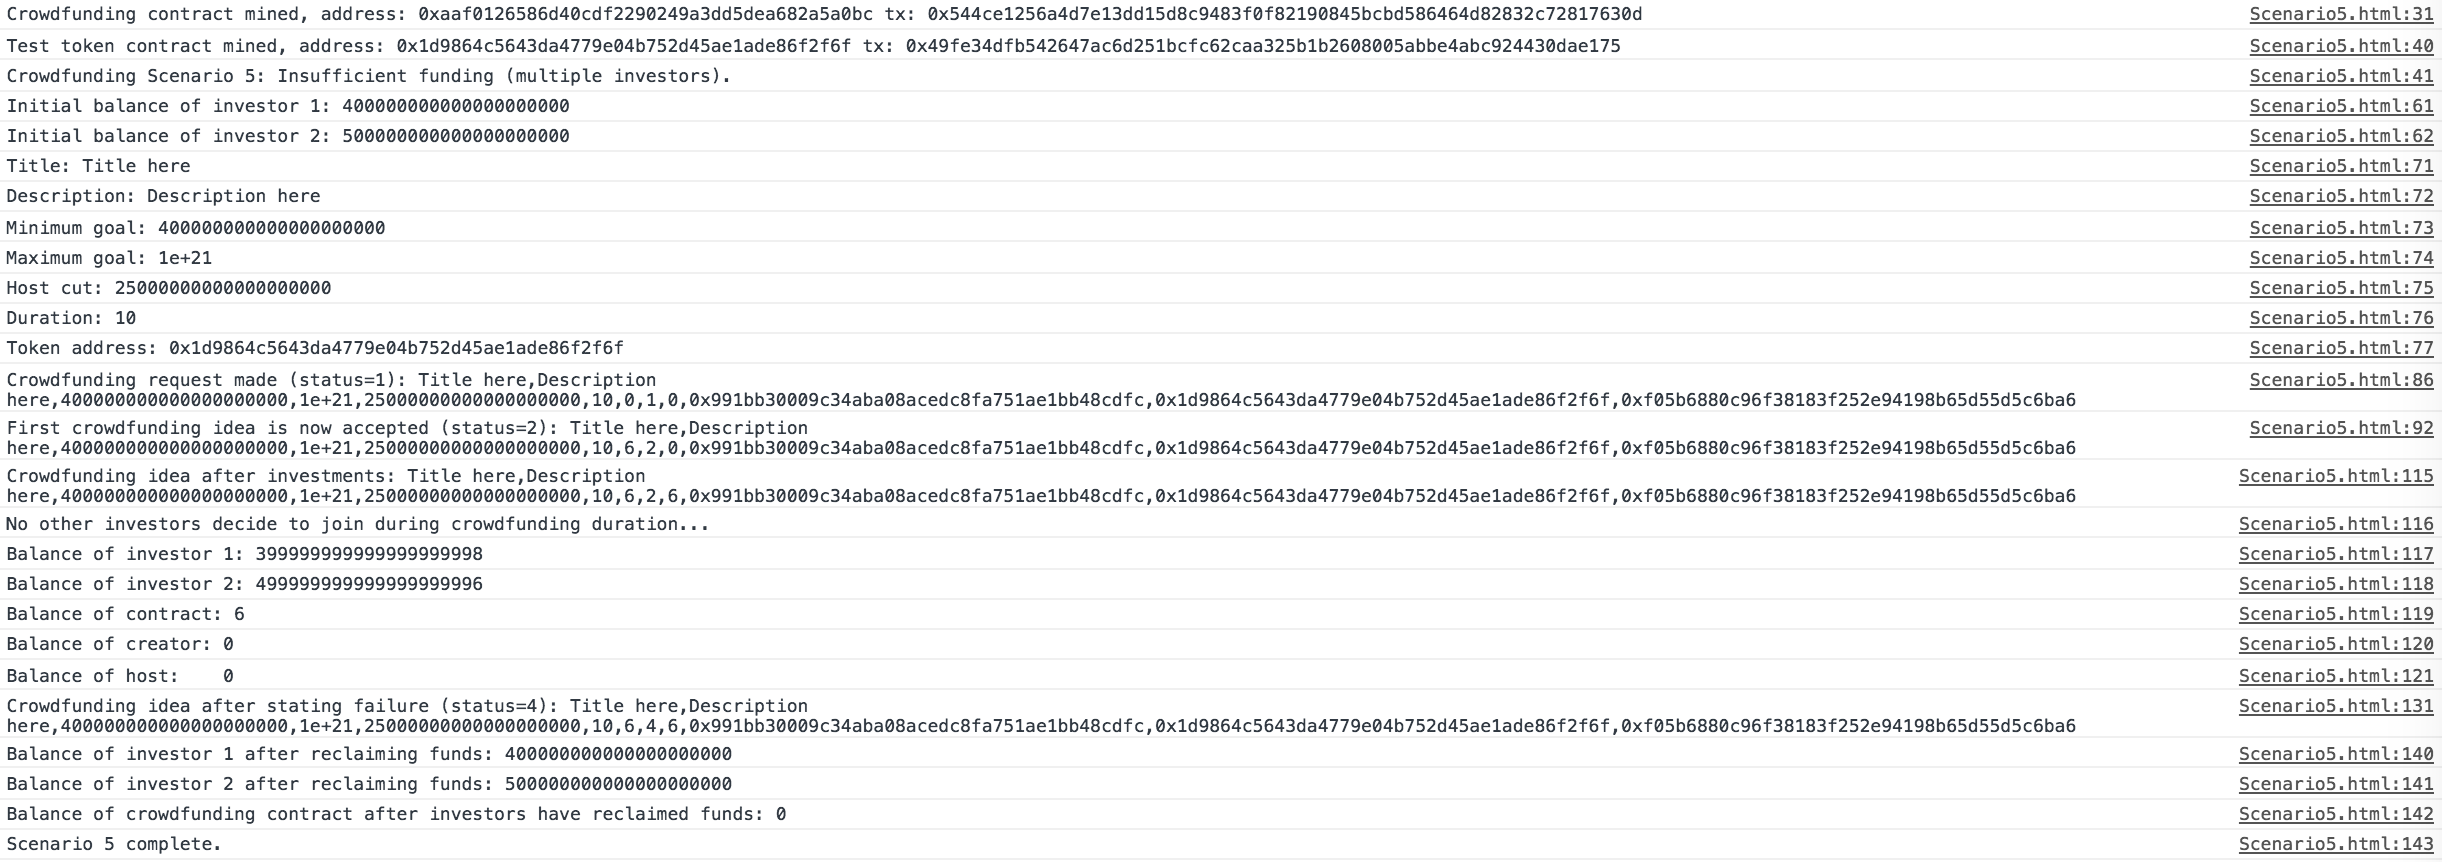 Crowdfunding contract mined, address: 0xaaf0126586d40cdf2290249a3dd5dea682a5a0bc tx: 0x544ce1256a4d7e13dd15d8c9483f0f82190845bcbd586464d82832c72817630d Scenario5.html:31
Test token contract mined, address: 0x1d9864c5643da4779e04b752d45ae1ade86f2f6f tx: 0x49fe34dfb542647ac6d251bcfc62caa325b1b2608005abbe4abc924430dae175 Scenario5.html:40
Crowdfunding Scenario 5: Insufficient funding (multiple investors). Scenario5.html:41
Initial balance of investor 1: 400000000000000000000 Scenario5.html:61
Initial balance of investor 2: 500000000000000000000 Scenario5.html:62
Title: Title here Scenario5.html:71
Description: Description here Scenario5.html:72
Minimum goal: 400000000000000000000 Scenario5.html:73
Maximum goal: 1e+21 Scenario5.html:74
Host cut: 25000000000000000000 Scenario5.html:75
Duration: 10 Scenario5.html:76
Token address: 0x1d9864c5643da4779e04b752d45ae1ade86f2f6f Scenario5.html:77
Crowdfunding request made (status=1): Title here,Description Scenario5.html:86
here,400000000000000000000,1e+21,25000000000000000000,10,0,1,0,0x991bb30009c34aba08acedc8fa751ae1bb48cdfc,0x1d9864c5643da4779e04b752d45ae1ade86f2f6f,0xf05b6880c96f38183f252e94198b65d55d5c6ba6
First crowdfunding idea is now accepted (status=2): Title here,Description Scenario5.html:92
here,400000000000000000000,1e+21,25000000000000000000,10,6,2,0,0x991bb30009c34aba08acedc8fa751ae1bb48cdfc,0x1d9864c5643da4779e04b752d45ae1ade86f2f6f,0xf05b6880c96f38183f252e94198b65d55d5c6ba6
Crowdfunding idea after investments: Title here,Description Scenario5.html:115
here,400000000000000000000,1e+21,25000000000000000000,10,6,2,6,0x991bb30009c34aba08acedc8fa751ae1bb48cdfc,0x1d9864c5643da4779e04b752d45ae1ade86f2f6f,0xf05b6880c96f38183f252e94198b65d55d5c6ba6
No other investors decide to join during crowdfunding duration... Scenario5.html:116
Balance of investor 1: 399999999999999999998 Scenario5.html:117
Balance of investor 2: 499999999999999999996 Scenario5.html:118
Balance of contract: 6 Scenario5.html:119
Balance of creator: 0 Scenario5.html:120
Balance of host:    0 Scenario5.html:121
Crowdfunding idea after stating failure (status=4): Title here,Description Scenario5.html:131
here,400000000000000000000,1e+21,25000000000000000000,10,6,4,6,0x991bb30009c34aba08acedc8fa751ae1bb48cdfc,0x1d9864c5643da4779e04b752d45ae1ade86f2f6f,0xf05b6880c96f38183f252e94198b65d55d5c6ba6
Balance of investor 1 after reclaiming funds: 400000000000000000000 Scenario5.html:140
Balance of investor 2 after reclaiming funds: 500000000000000000000 Scenario5.html:141
Balance of crowdfunding contract after investors have reclaimed funds: 0 Scenario5.html:142
Scenario 5 complete. Scenario5.html:143